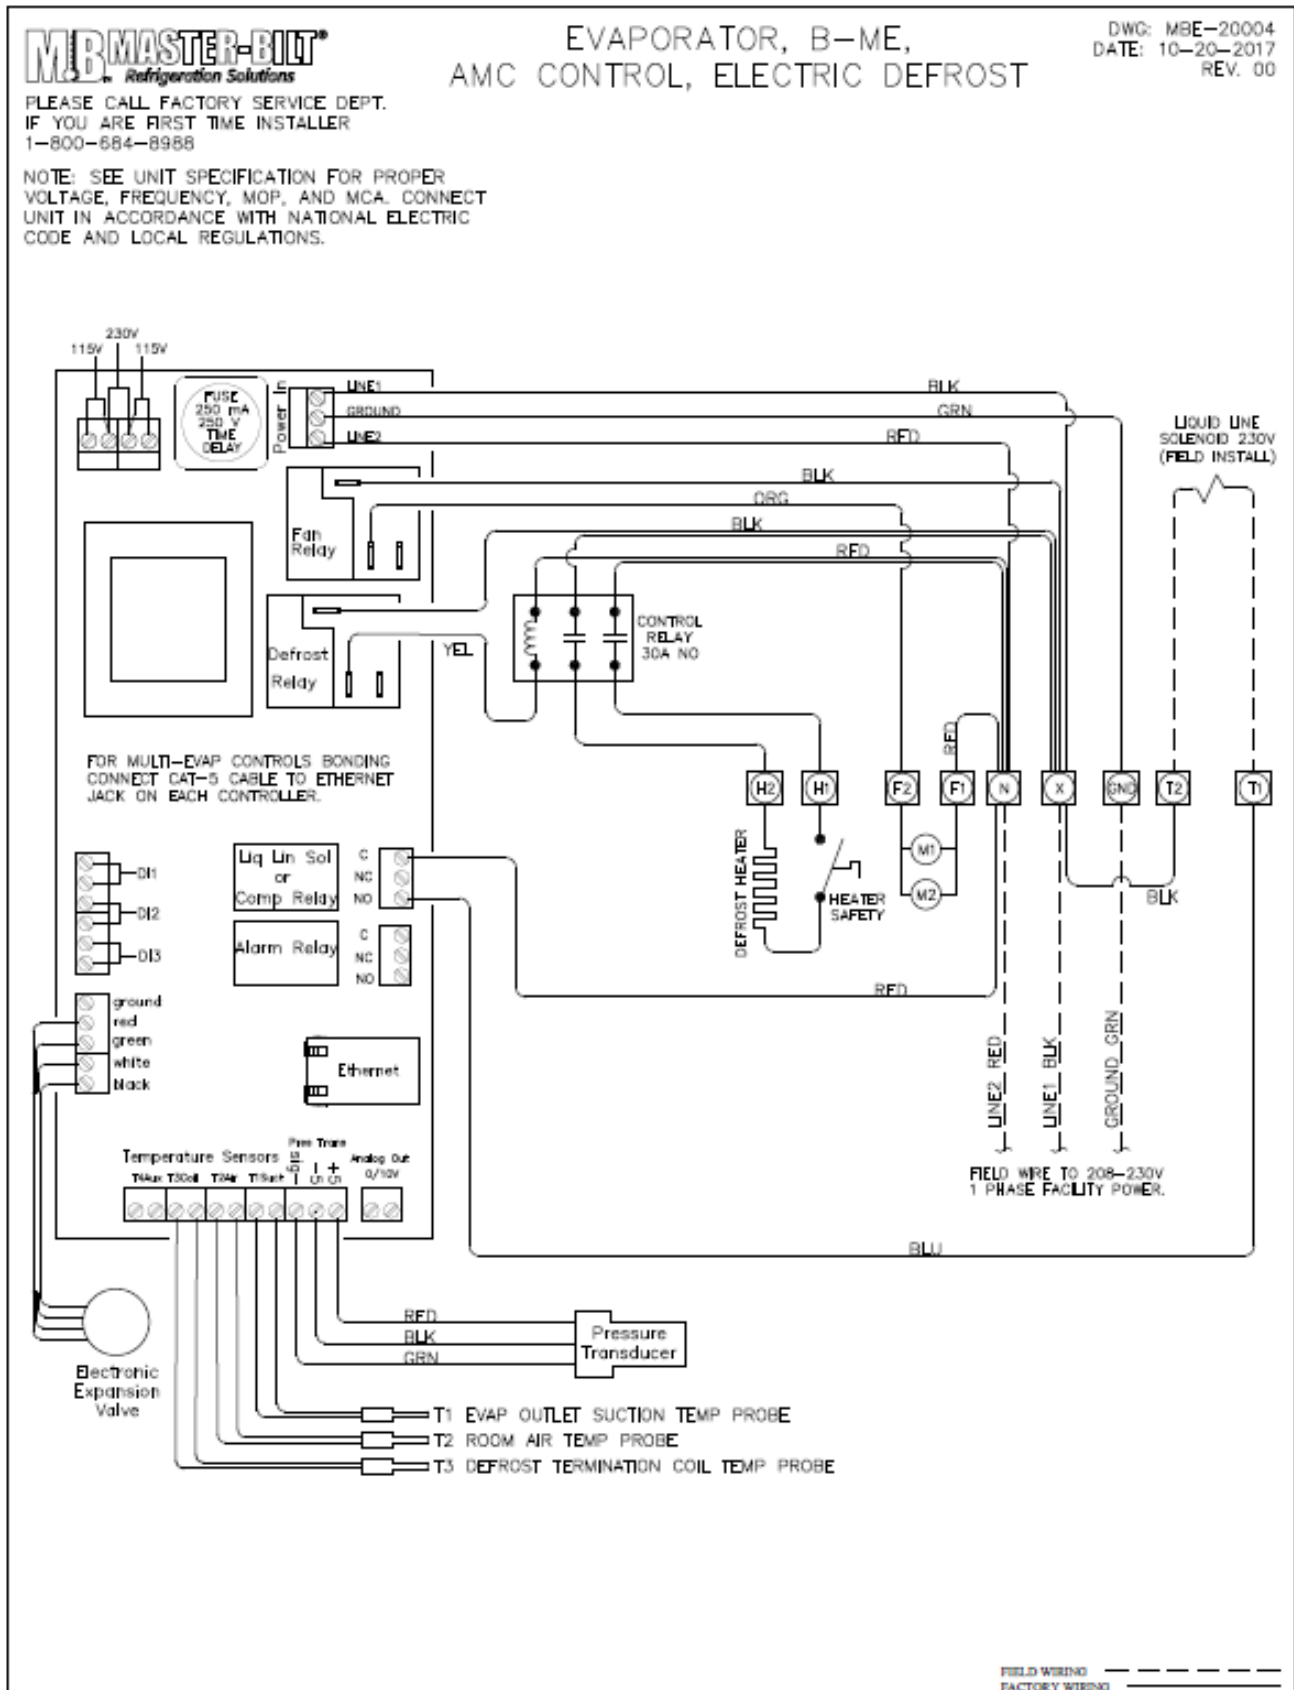 MB MASTER-BILT®
Refrigeration Solutions
EVAPORATOR, B-ME,
AMC CONTROL, ELECTRIC DEFROST
DWG: MBE-20004
DATE: 10-20-2017
REV. 00
PLEASE CALL FACTORY SERVICE DEPT.
IF YOU ARE FIRST TIME INSTALLER
1-800-684-8988
NOTE: SEE UNIT SPECIFICATION FOR PROPER
VOLTAGE, FREQUENCY, MOP, AND MCA. CONNECT
UNIT IN ACCORDANCE WITH NATIONAL ELECTRIC
CODE AND LOCAL REGULATIONS.
230V
115V
115V
FUSE
250 mA
250 V
TIME
DELAY
Power In
LINE1
GROUND
LINE2
BLK
GRN
RED
BLK
ORG
BLK
RED
LIQUID LINE
SOLENOID 230V
(FIELD INSTALL)
Fan
Relay
Defrost
Relay
YEL
CONTROL
RELAY
30A NO
RED
FOR MULTI-EVAP CONTROLS BONDING
CONNECT CAT-5 CABLE TO ETHERNET
JACK ON EACH CONTROLLER.
H2
H1
F2
F1
N
X
GND
T2
T1
DI1
DI2
DI3
Liq Lin Sol
or
Comp Relay
C
NC
NO
Alarm Relay
C
NC
NO
DEFROST HEATER
HEATER
SAFETY
M1
M2
BLK
RED
ground
red
green
white
black
Ethernet
LINE2 RED
LINE1 BLK
GROUND GRN
FIELD WIRE TO 208-230V
1 PHASE FACILITY POWER.
Temperature Sensors
T4Aux T3Coil T2Air T1Suct
Pres Trans
sig
5-
5+
Analog Out
0/10V
BLU
RED
BLK
GRN
Pressure
Transducer
Electronic
Expansion
Valve
T1 EVAP OUTLET SUCTION TEMP PROBE
T2 ROOM AIR TEMP PROBE
T3 DEFROST TERMINATION COIL TEMP PROBE
FIELD WIRING
FACTORY WIRING